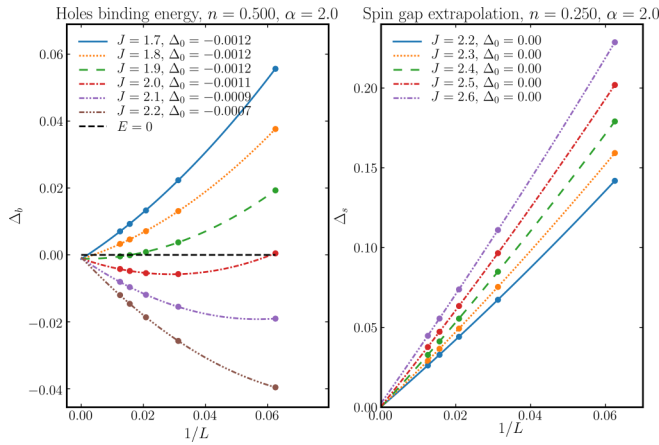 Holes binding energy, n = 0.500, α = 2.0
J = 1.7, Δ₀ = −0.0012
J = 1.8, Δ₀ = −0.0012
J = 1.9, Δ₀ = −0.0012
J = 2.0, Δ₀ = −0.0011
J = 2.1, Δ₀ = −0.0009
J = 2.2, Δ₀ = −0.0007
E = 0
0.06
0.04
0.02
0.00
−0.02
−0.04
Δ_b
0.00 0.02 0.04 0.06
1/L
Spin gap extrapolation, n = 0.250, α = 2.0
J = 2.2, Δ₀ = 0.00
J = 2.3, Δ₀ = 0.00
J = 2.4, Δ₀ = 0.00
J = 2.5, Δ₀ = 0.00
J = 2.6, Δ₀ = 0.00
0.20
0.15
0.10
0.05
0.00
Δ_s
0.00 0.02 0.04 0.06
1/L